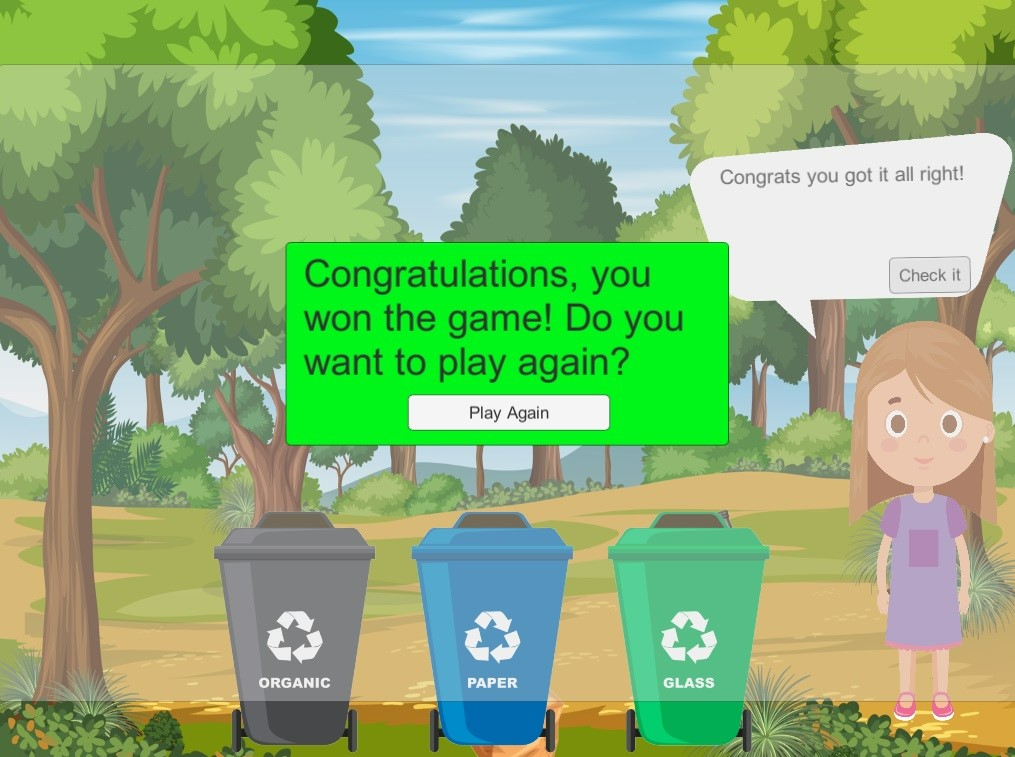 Congrats you got it all right!
Check it
Congratulations, you
won the game! Do you
want to play again?
Play Again
ORGANIC
PAPER
GLASS